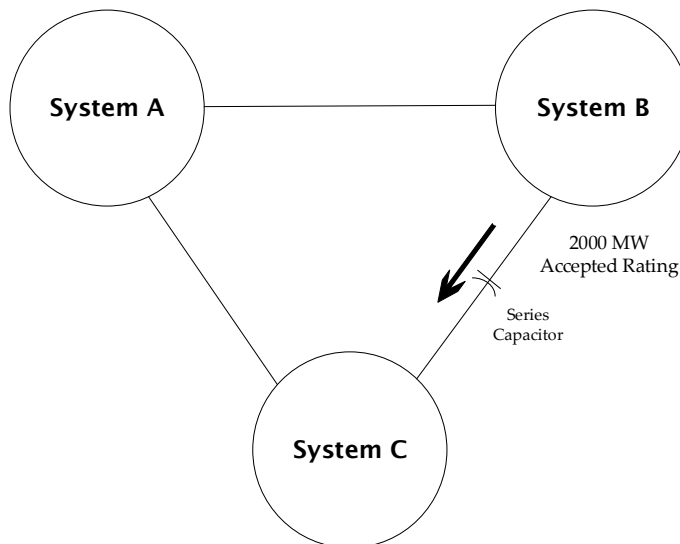 System A
System B
2000 MW
Accepted Rating
Series
Capacitor
System C